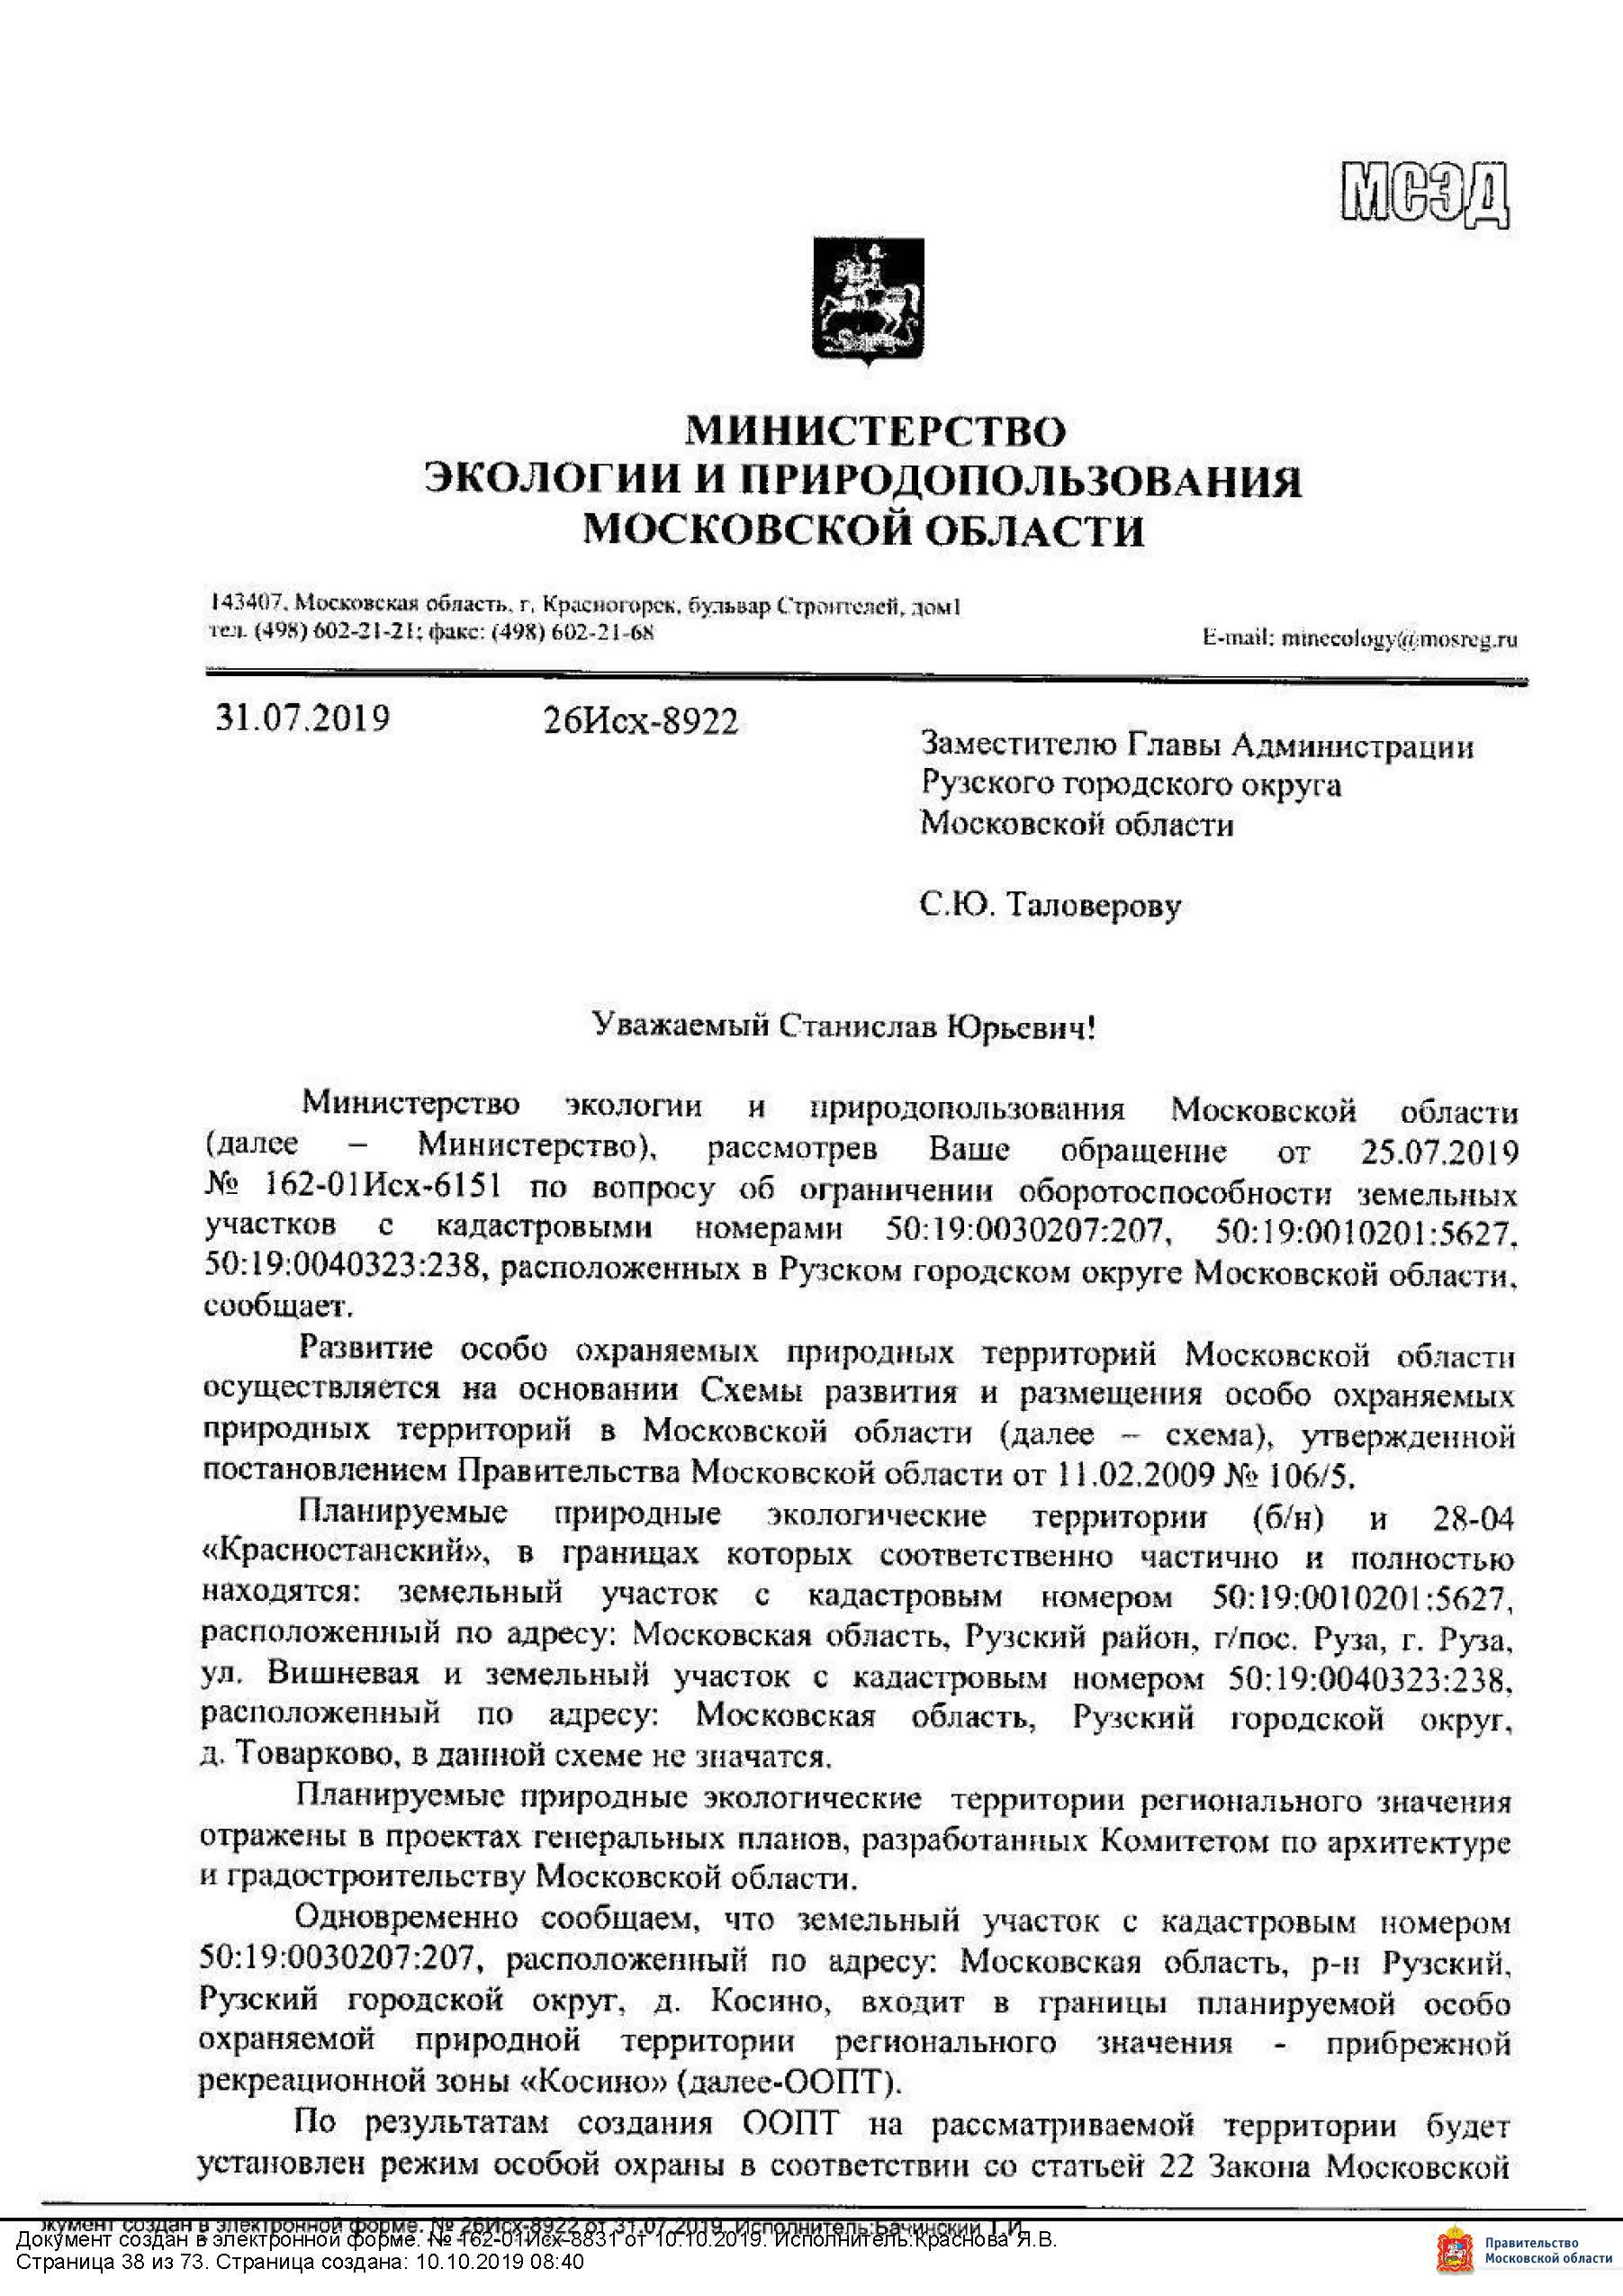 МСЭД
МИНИСТЕРСТВО
ЭКОЛОГИИ И ПРИРОДОПОЛЬЗОВАНИЯ
МОСКОВСКОЙ ОБЛАСТИ
143407, Московская область, г. Красногорск, бульвар Строителей, дом1
тел. (498) 602-21-21; факс: (498) 602-21-68
E-mail: minecology@mosreg.ru
31.07.2019 26Исх-8922
Заместителю Главы Администрации
Рузского городского округа
Московской области
С.Ю. Таловерову
Уважаемый Станислав Юрьевич!
Министерство экологии и природопользования Московской области
(далее – Министерство), рассмотрев Ваше обращение от 25.07.2019
№ 162-01Исх-6151 по вопросу об ограничении оборотоспособности земельных
участков с кадастровыми номерами 50:19:0030207:207, 50:19:0010201:5627,
50:19:0040323:238, расположенных в Рузском городском округе Московской области,
сообщает.
Развитие особо охраняемых природных территорий Московской области
осуществляется на основании Схемы развития и размещения особо охраняемых
природных территорий в Московской области (далее – схема), утвержденной
постановлением Правительства Московской области от 11.02.2009 № 106/5.
Планируемые природные экологические территории (б/н) и 28-04
«Красностанский», в границах которых соответственно частично и полностью
находятся: земельный участок с кадастровым номером 50:19:0010201:5627,
расположенный по адресу: Московская область, Рузский район, г/пос. Руза, г. Руза,
ул. Вишневая и земельный участок с кадастровым номером 50:19:0040323:238,
расположенный по адресу: Московская область, Рузский городской округ,
д. Товарково, в данной схеме не значатся.
Планируемые природные экологические территории регионального значения
отражены в проектах генеральных планов, разработанных Комитетом по архитектуре
и градостроительству Московской области.
Одновременно сообщаем, что земельный участок с кадастровым номером
50:19:0030207:207, расположенный по адресу: Московская область, р-н Рузский,
Рузский городской округ, д. Косино, входит в границы планируемой особо
охраняемой природной территории регионального значения - прибрежной
рекреационной зоны «Косино» (далее-ООПТ).
По результатам создания ООПТ на рассматриваемой территории будет
установлен режим особой охраны в соответствии со статьей 22 Закона Московской
жумент создан в электронной форме. № 26Исх-8922 от 31.07.2019. Исполнитель:Бачинский Т.И.
Документ создан в электронной форме. № 162-01Исх-8831 от 10.10.2019. Исполнитель:Краснова Я.В.
Страница 38 из 73. Страница создана: 10.10.2019 08:40
Правительство
Московской области